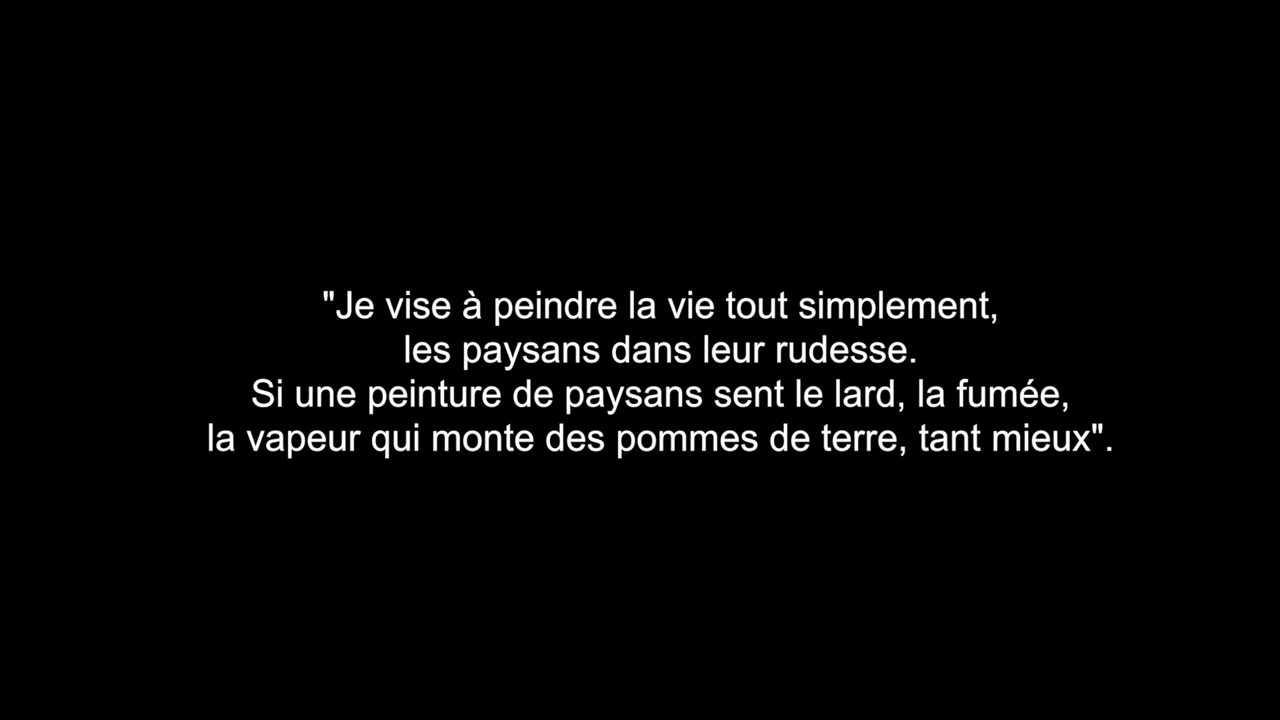 "Je vise à peindre la vie tout simplement,
les paysans dans leur rudesse.
Si une peinture de paysans sent le lard, la fumée,
la vapeur qui monte des pommes de terre, tant mieux".